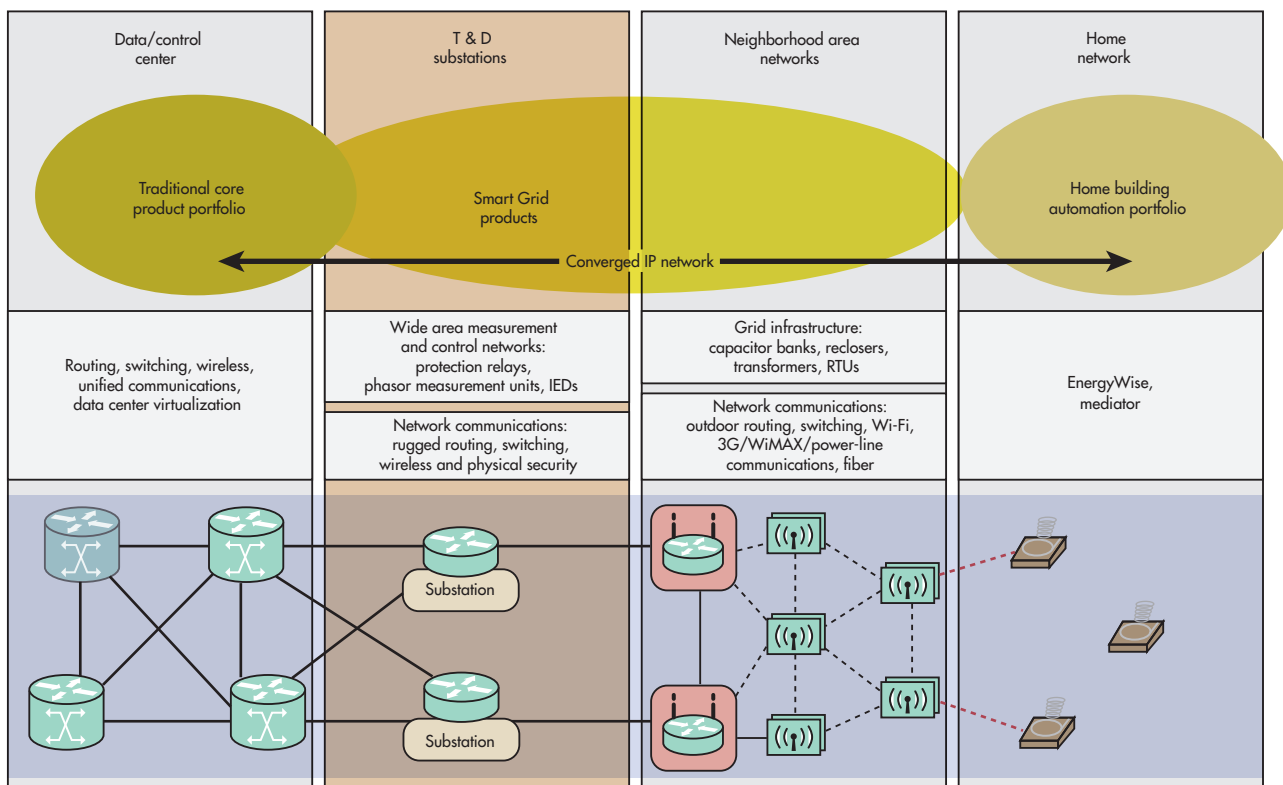 Data/control
center
T & D
substations
Neighborhood area
networks
Home
network
Traditional core
product portfolio
Smart Grid
products
Home building
automation portfolio
Converged IP network
Routing, switching, wireless,
unified communications,
data center virtualization
Wide area measurement
and control networks:
protection relays,
phasor measurement units, IEDs
Network communications:
rugged routing, switching,
wireless and physical security
Grid infrastructure:
capacitor banks, reclosers,
transformers, RTUs
Network communications:
outdoor routing, switching, Wi-Fi,
3G/WiMAX/power-line
communications, fiber
EnergyWise,
mediator
Substation
Substation